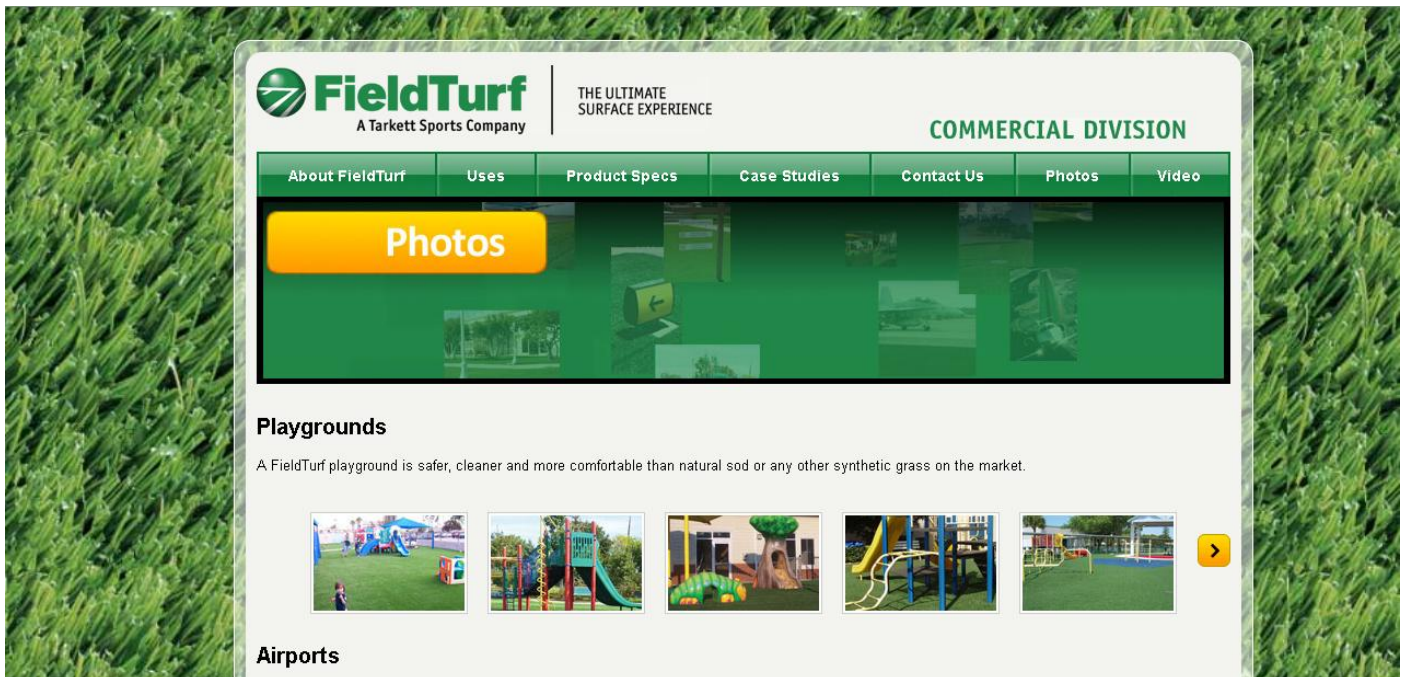 FieldTurf
A Tarkett Sports Company
THE ULTIMATE
SURFACE EXPERIENCE
COMMERCIAL DIVISION
About FieldTurf Uses Product Specs Case Studies Contact Us Photos Video
Photos
Playgrounds
A FieldTurf playground is safer, cleaner and more comfortable than natural sod or any other synthetic grass on the market.
Airports